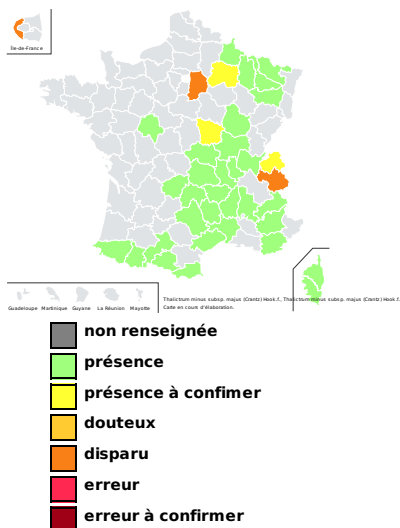 Île-de-France
Guadeloupe Martinique Guyane La Réunion Mayotte
Thalictrum minus subsp. majus (Crantz) Hook.f., Thalictrum minus subsp. majus (Crantz) Hook.f.
Carte en cours d'élaboration.
non renseignée
présence
présence à confimer
douteux
disparu
erreur
erreur à confirmer